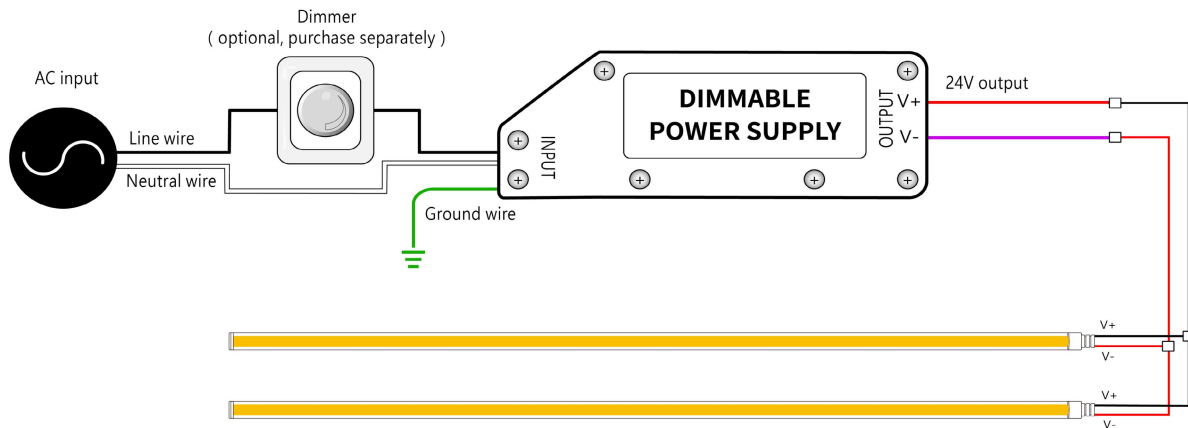 Dimmer
( optional, purchase separately )
AC input
Line wire
Neutral wire
Ground wire
INPUT
DIMMABLE
POWER SUPPLY
OUTPUT
V+
V-
24V output
V+
V-
V+
V-